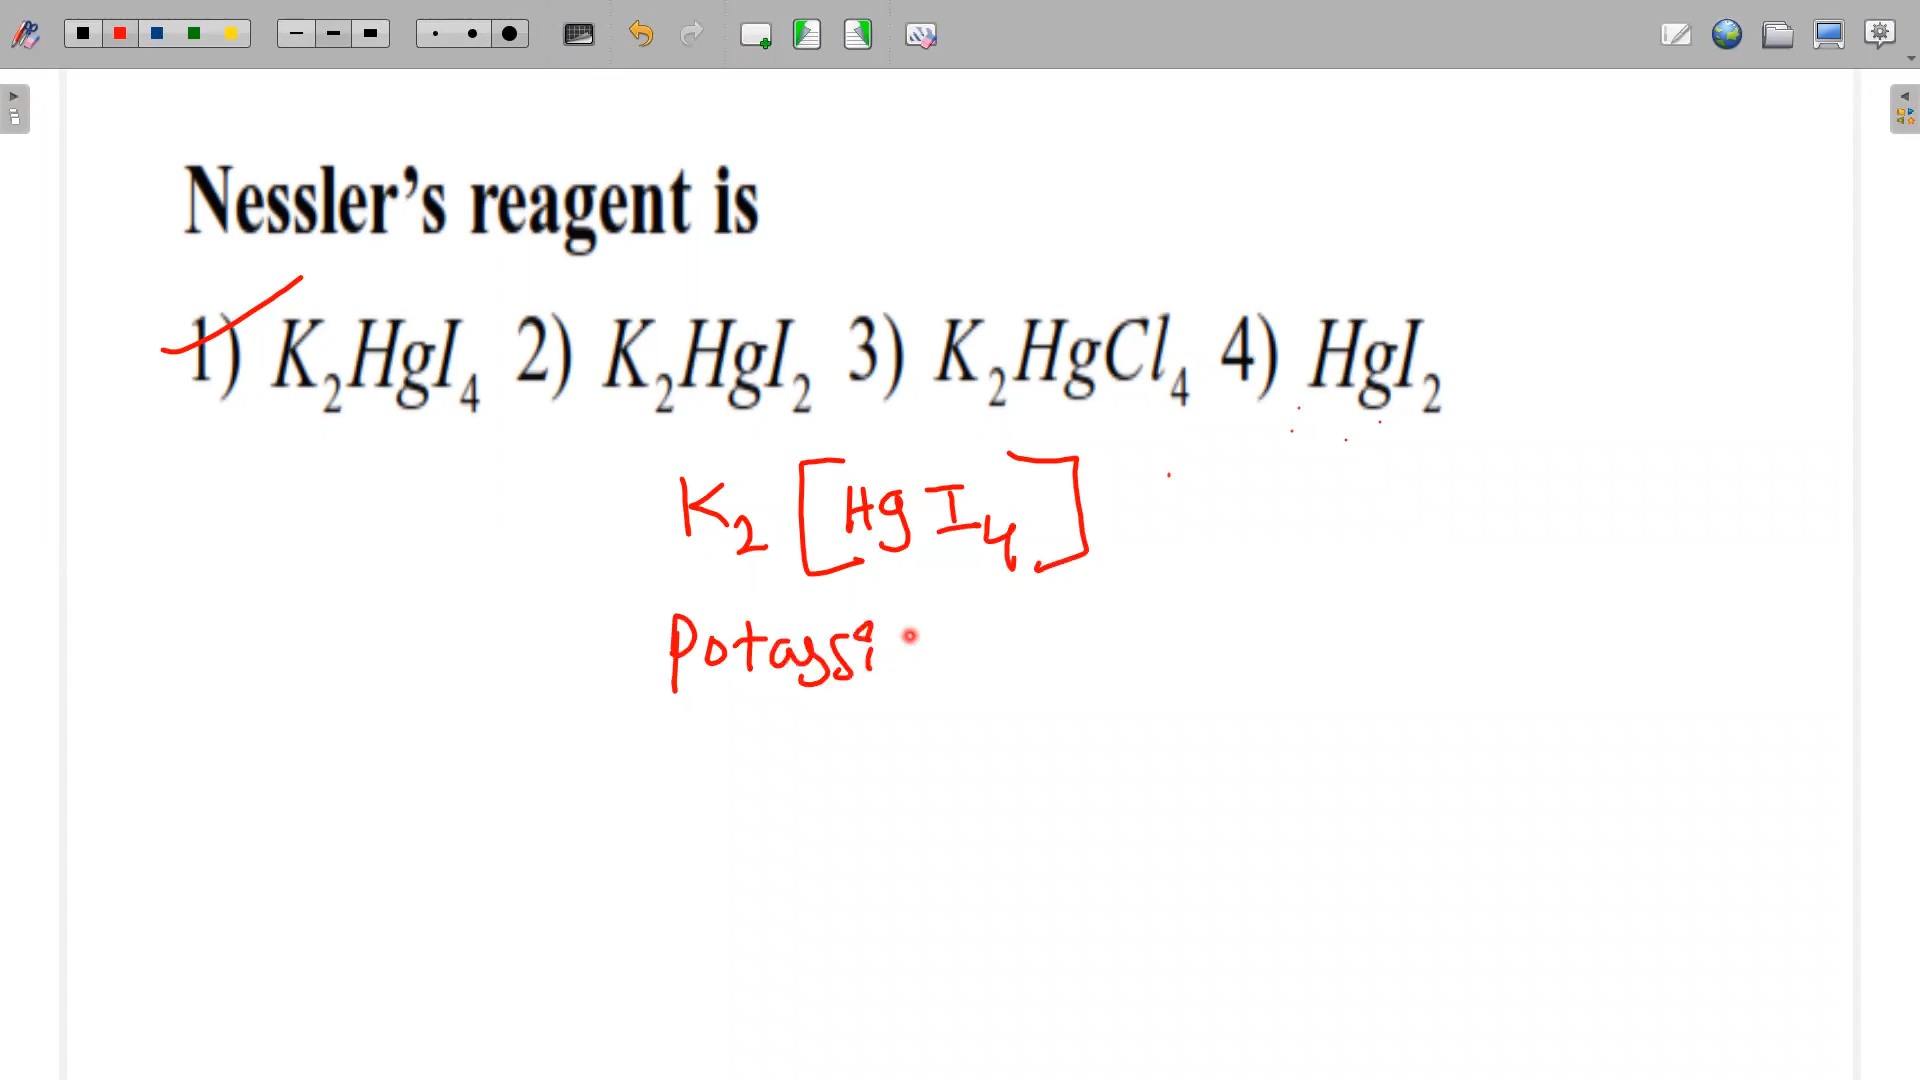 Nessler's reagent is
1) K₂HgI₄ 2) K₂HgI₂ 3) K₂HgCl₄ 4) HgI₂
K₂ [HgI₄]
Potassi